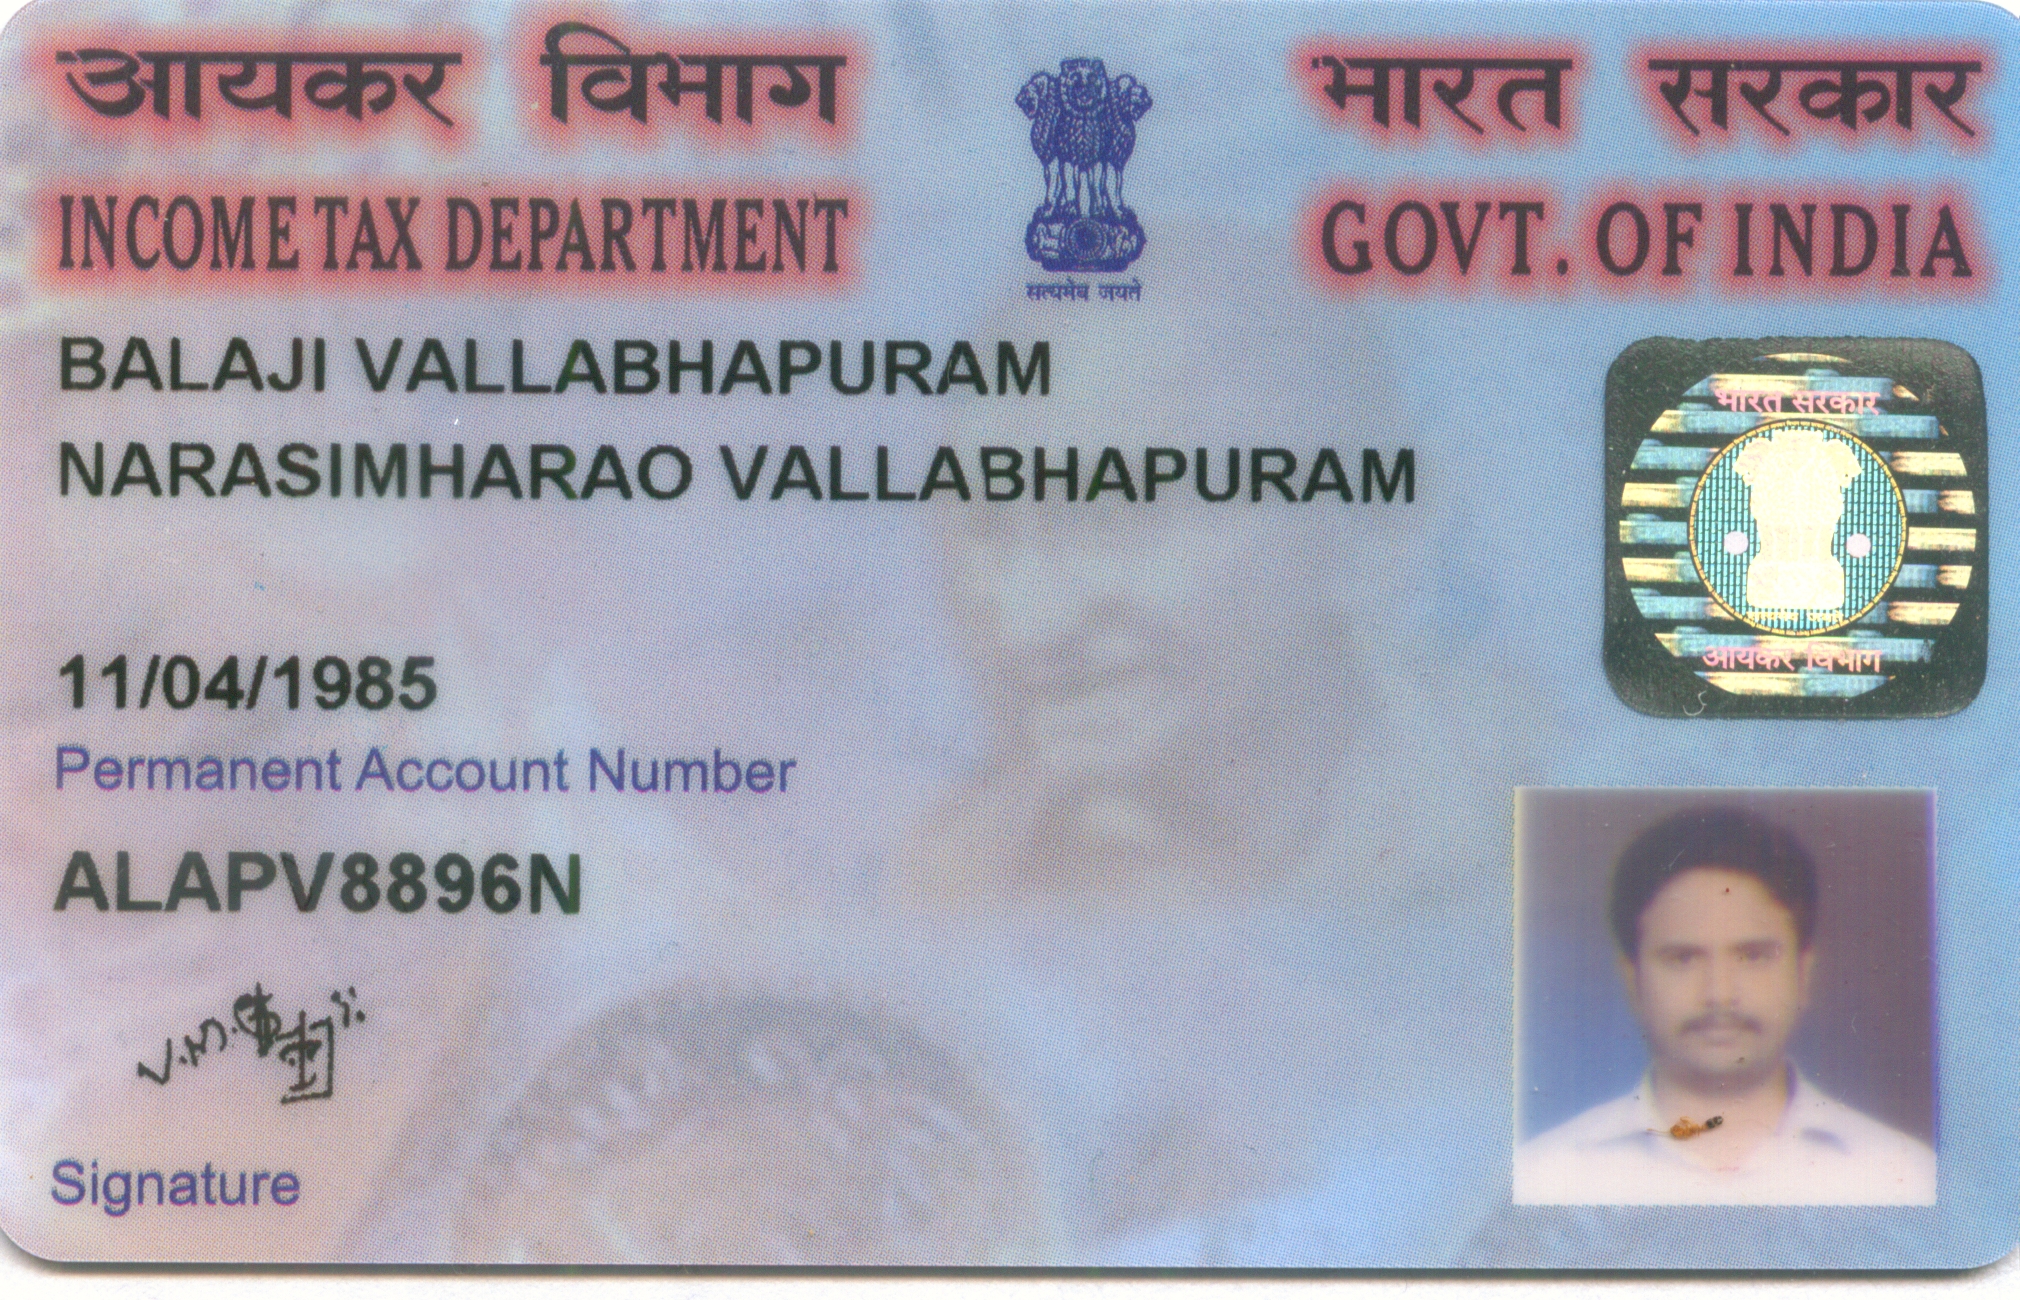 आयकर विभाग
भारत सरकार
INCOME TAX DEPARTMENT
GOVT. OF INDIA
सत्यमेव जयते
BALAJI VALLABHAPURAM
NARASIMHARAO VALLABHAPURAM
भारत सरकार
आयकर विभाग
11/04/1985
Permanent Account Number
ALAPV8896N
Signature